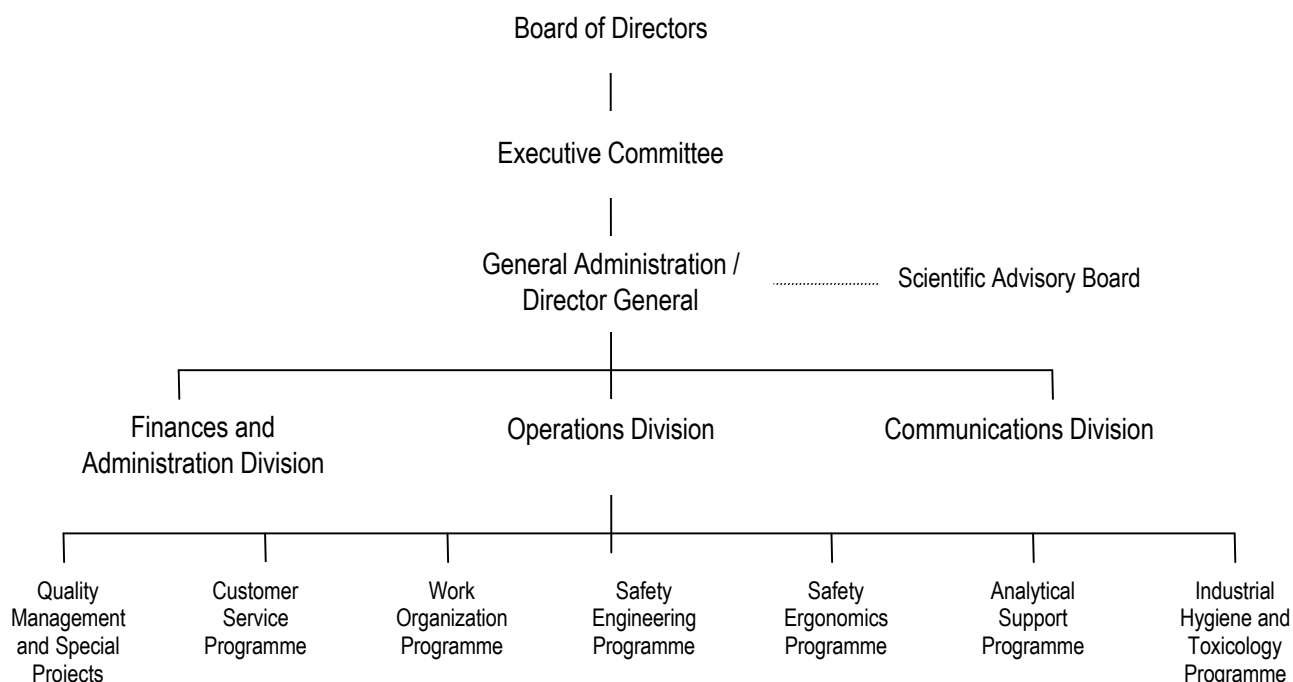 Board of Directors
Executive Committee
General Administration /
Director General
Scientific Advisory Board
Finances and
Administration Division
Operations Division
Communications Division
Quality
Management
and Special
Projects
Customer
Service
Programme
Work
Organization
Programme
Safety
Engineering
Programme
Safety
Ergonomics
Programme
Analytical
Support
Programme
Industrial
Hygiene and
Toxicology
Programme